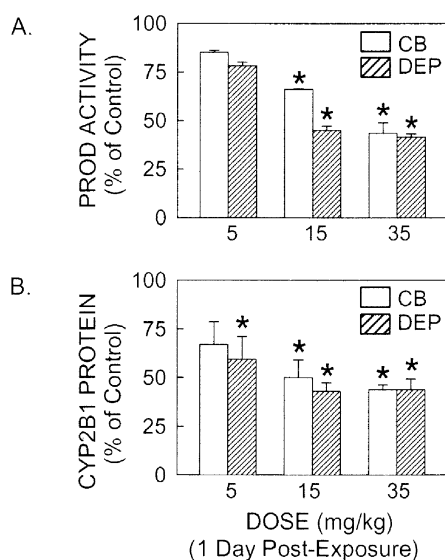 A.
PROD ACTIVITY
(% of Control)
100
75
50
25
0
CB
DEP
*
*
*
*
5
15
35
B.
CYP2B1 PROTEIN
(% of Control)
100
75
50
25
0
CB
DEP
*
*
*
*
*
5
15
35
DOSE (mg/kg)
(1 Day Post-Exposure)